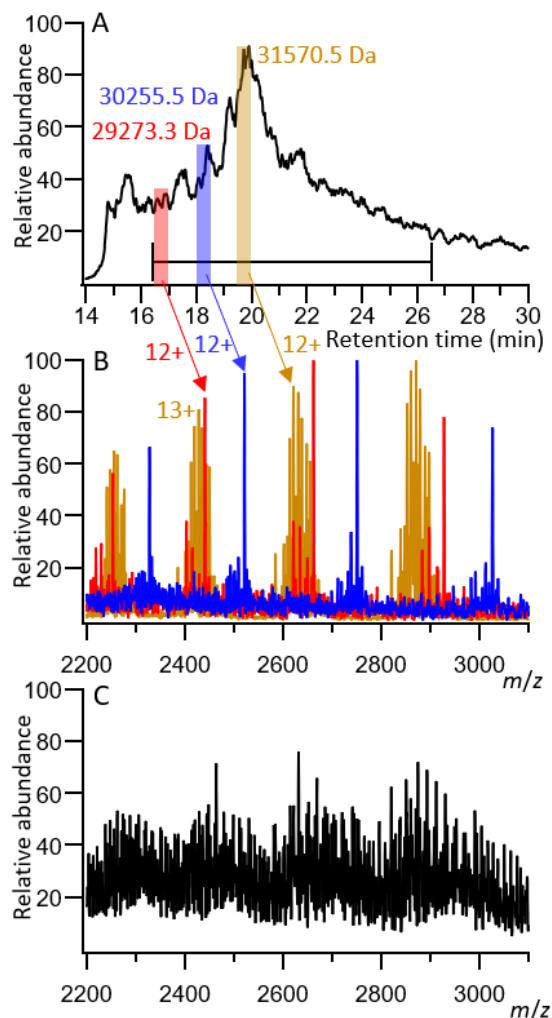 A
100
80
60
40
20
Relative abundance
31570.5 Da
30255.5 Da
29273.3 Da
14 16 18 20 22 24 26 28 30
Retention time (min)
B
100
80
60
40
20
Relative abundance
12+ 12+ 12+
13+
2200 2400 2600 2800 3000
m/z
C
100
80
60
40
20
Relative abundance
2200 2400 2600 2800 3000
m/z